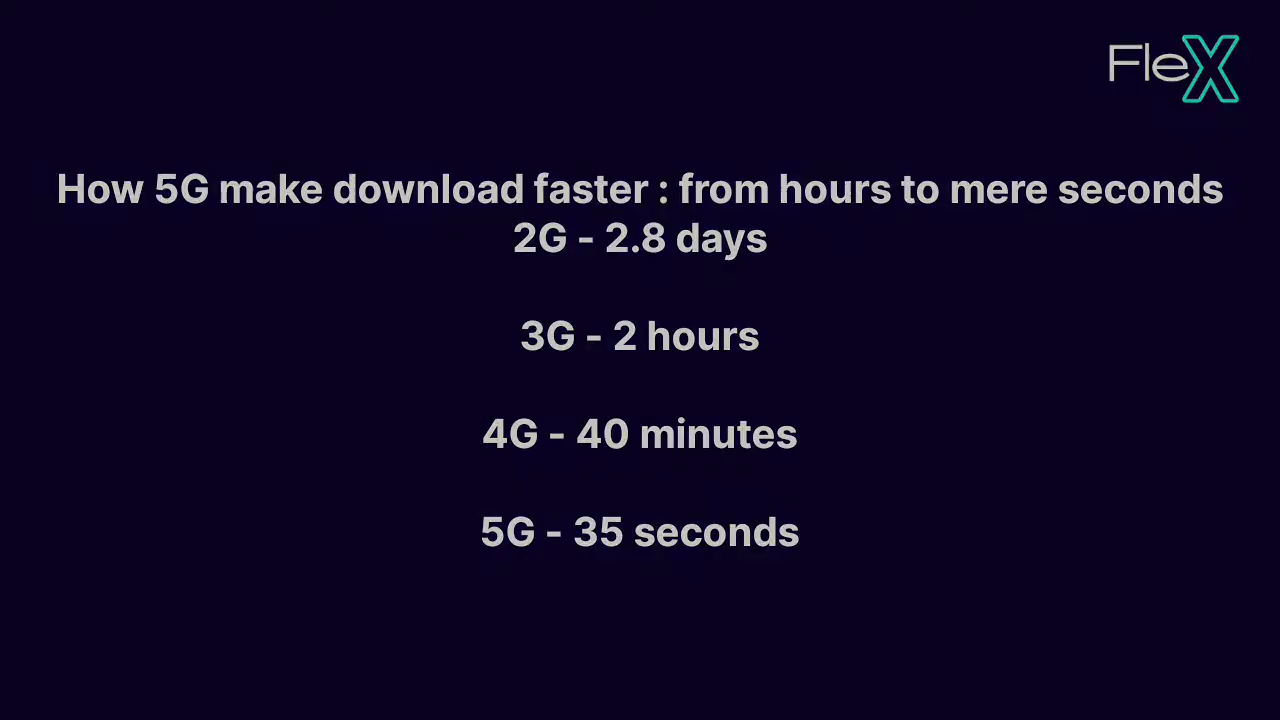 FleX
How 5G make download faster : from hours to mere seconds
2G - 2.8 days
3G - 2 hours
4G - 40 minutes
5G - 35 seconds